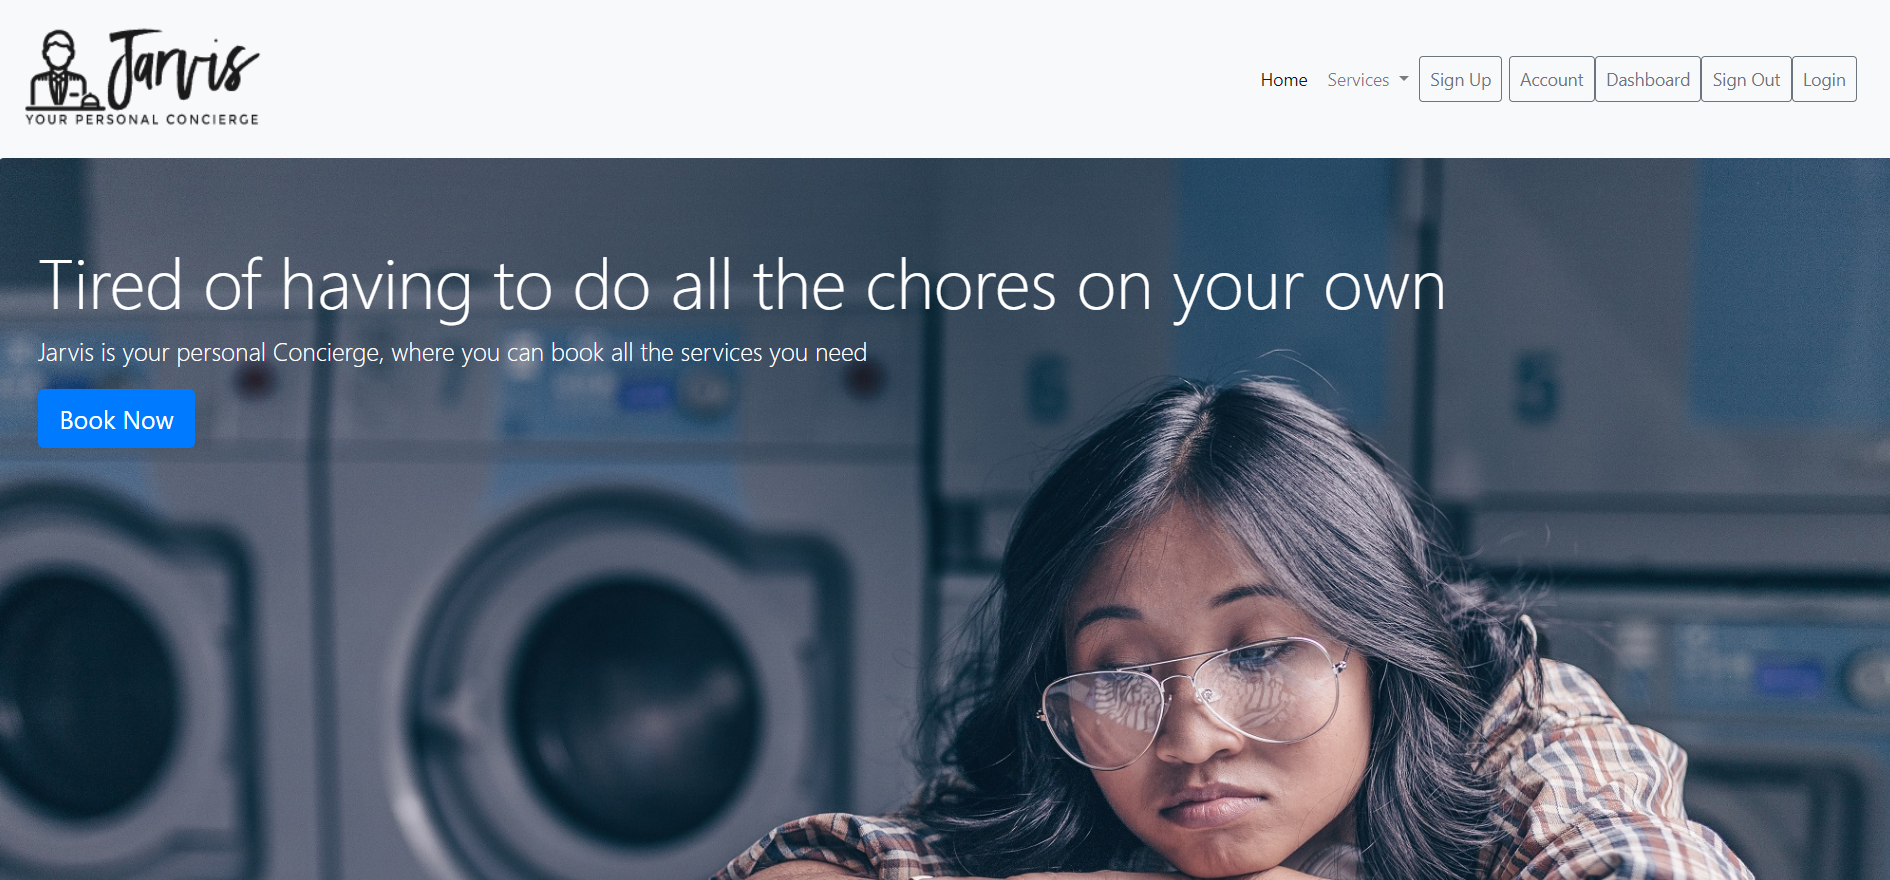 Jarvis
YOUR PERSONAL CONCIERGE
Home Services Sign Up Account Dashboard Sign Out Login
Tired of having to do all the chores on your own
Jarvis is your personal Concierge, where you can book all the services you need
Book Now
6
5